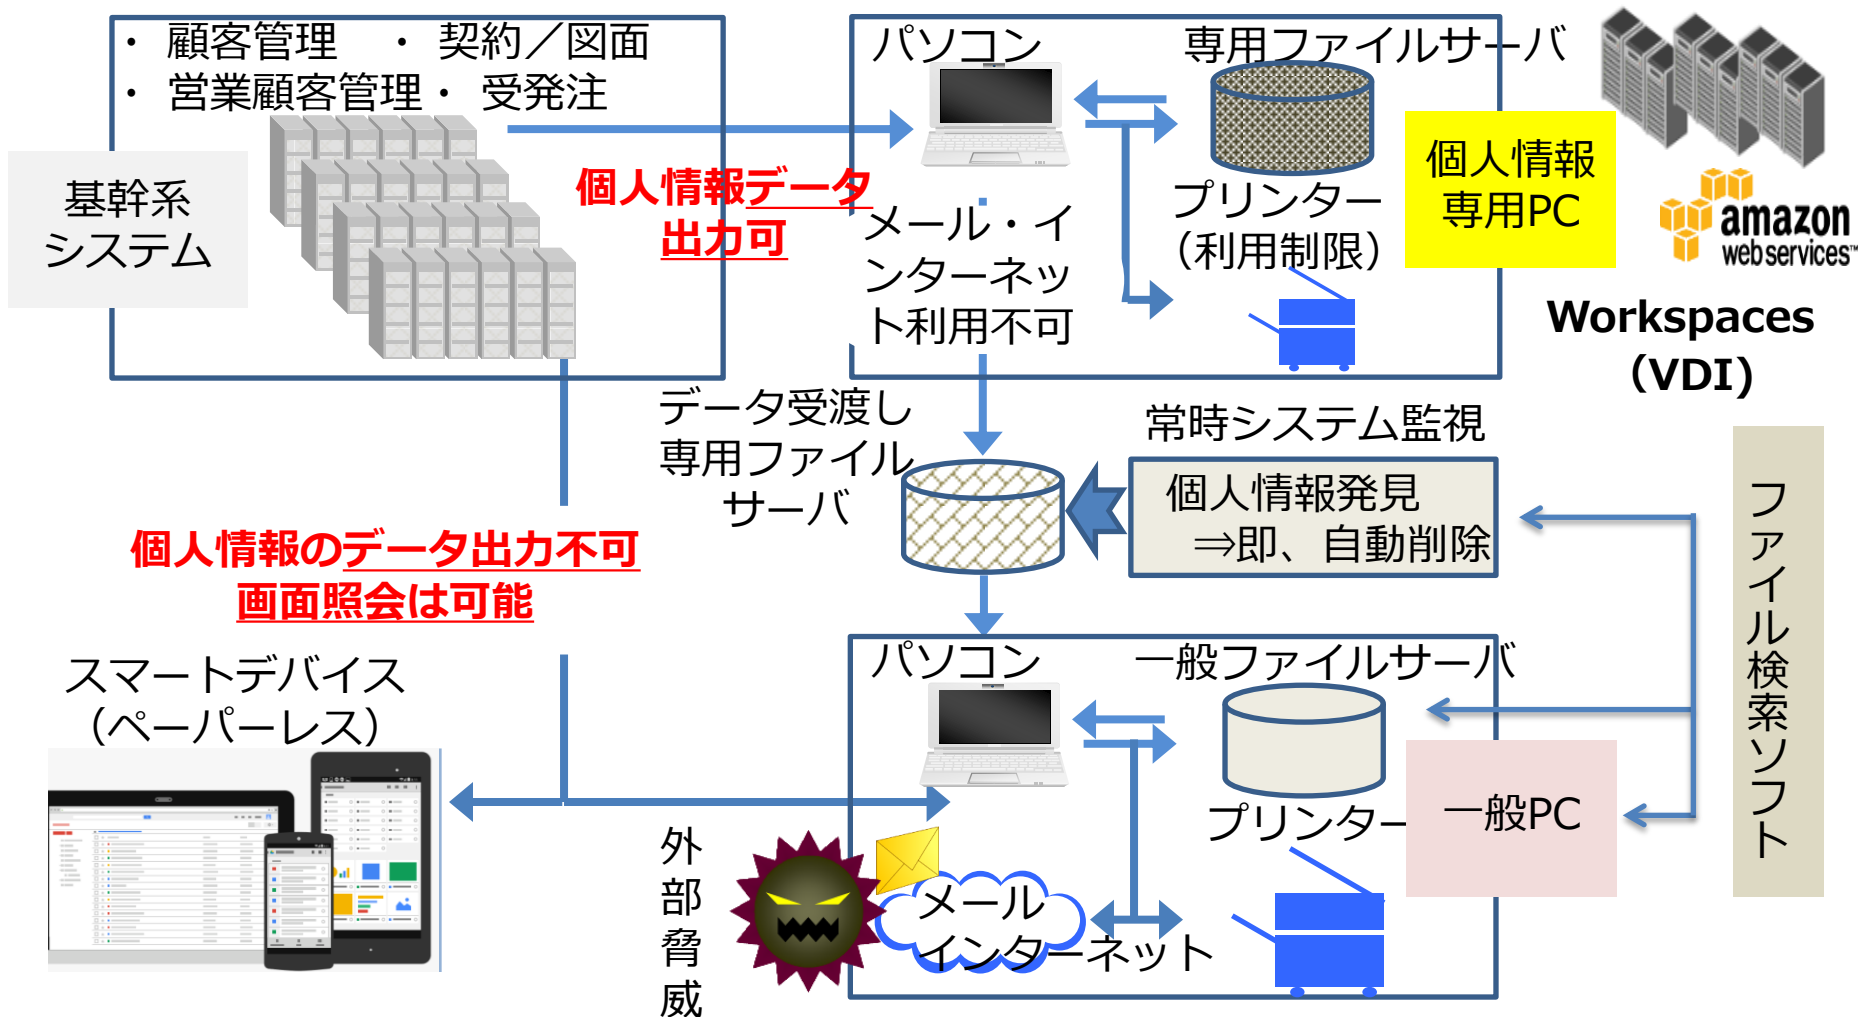 ・ 顧客管理 ・ 契約／図面
・ 営業顧客管理・ 受発注
基幹系
システム
個人情報データ
出力可
パソコン
専用ファイルサーバ
メール・イ
ンターネッ
ト利用不可
プリンター
（利用制限）
個人情報
専用PC
amazon
webservices™
Workspaces
（VDI）
データ受渡し
専用ファイル
サーバ
常時システム監視
個人情報発見
⇒即、自動削除
ファイル検索ソフト
個人情報のデータ出力不可
画面照会は可能
スマートデバイス
（ペーパーレス）
パソコン
一般ファイルサーバ
プリンター
一般PC
外部脅威
メール
インターネット